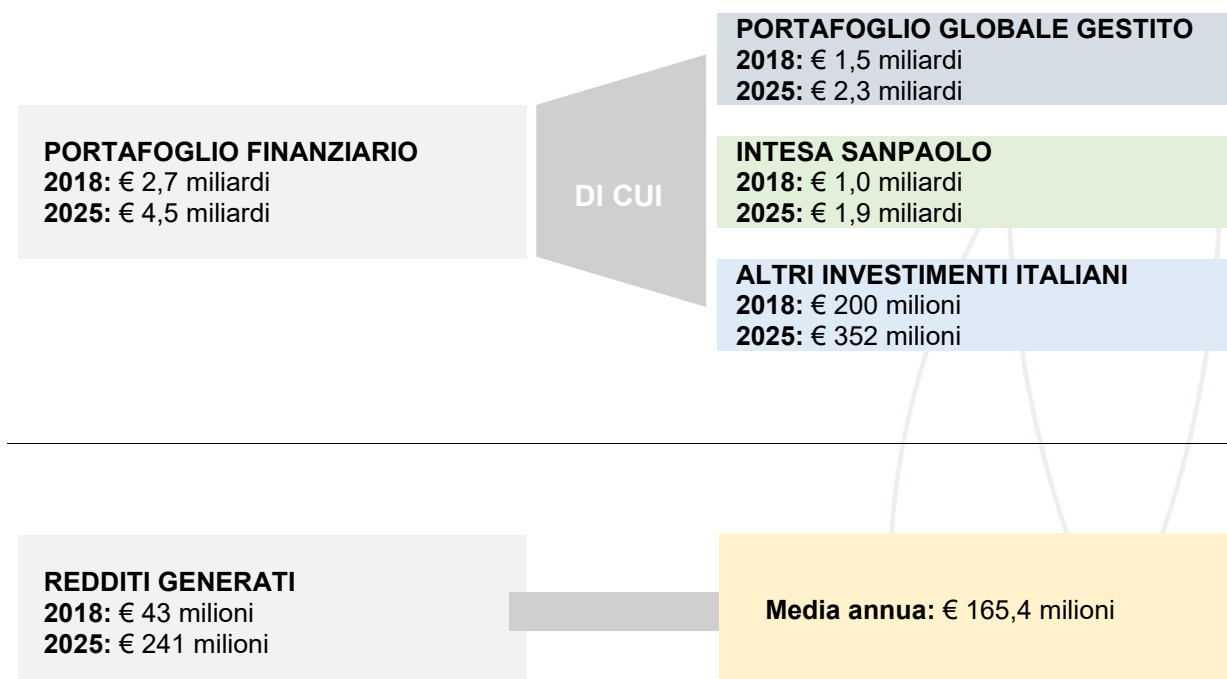 PORTAFOGLIO FINANZIARIO
2018: € 2,7 miliardi
2025: € 4,5 miliardi
DI CUI
PORTAFOGLIO GLOBALE GESTITO
2018: € 1,5 miliardi
2025: € 2,3 miliardi
INTESA SANPAOLO
2018: € 1,0 miliardi
2025: € 1,9 miliardi
ALTRI INVESTIMENTI ITALIANI
2018: € 200 milioni
2025: € 352 milioni
REDDITI GENERATI
2018: € 43 milioni
2025: € 241 milioni
Media annua: € 165,4 milioni